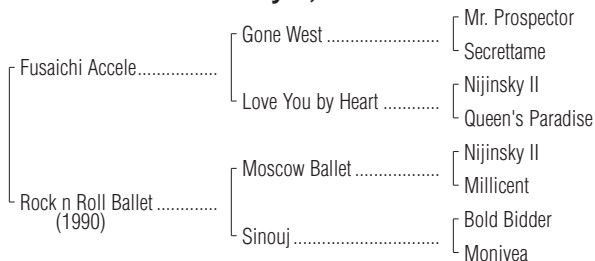 Mr. Prospector
Gone West ....................
Secrettame
Fusaichi Accele................
Nijinsky II
Love You by Heart ............
Queen's Paradise
Nijinsky II
Moscow Ballet .................
Millicent
Rock n Roll Ballet .............
(1990)
Bold Bidder
Sinouj .............................
Monivea